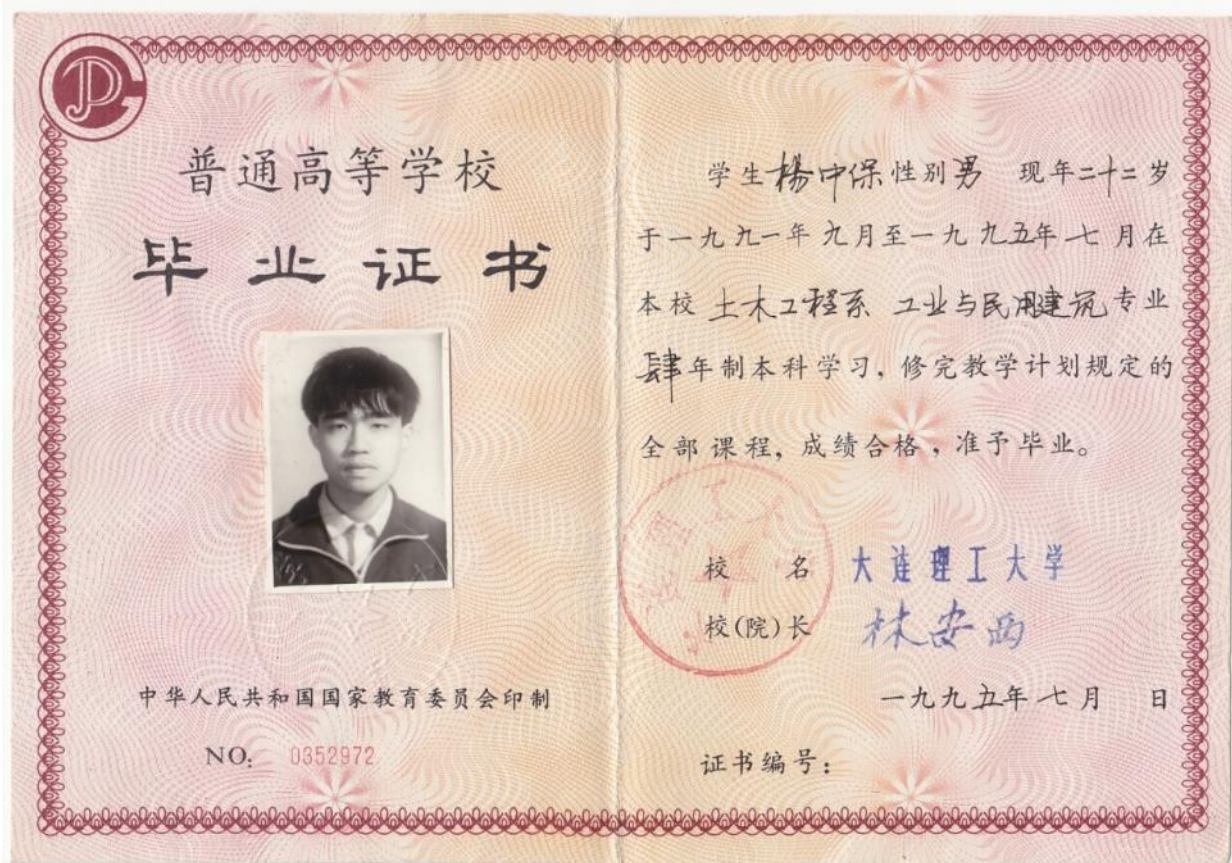 普通高等学校
毕业证书
中华人民共和国国家教育委员会印制
NO: 0352972
学生楊中保性别男 现年二十二岁
于一九九一年九月至一九九五年七月在
本校 土木工程系 工业与民用建筑专业
肆年制本科学习,修完教学计划规定的
全部课程,成绩合格,准予毕业。
校 名 大连理工大学
校(院)长 林安西
一九九五年七月 日
证书编号: